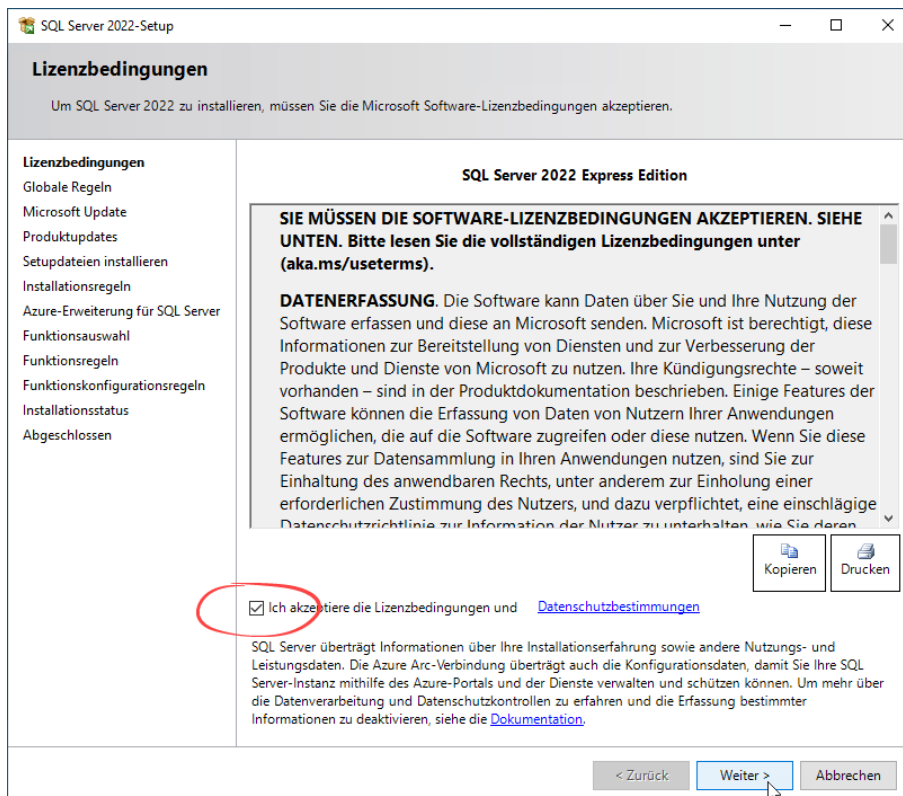 SQL Server 2022-Setup
Lizenzbedingungen
Um SQL Server 2022 zu installieren, müssen Sie die Microsoft Software-Lizenzbedingungen akzeptieren.
Lizenzbedingungen
Globale Regeln
Microsoft Update
Produktupdates
Setupdateien installieren
Installationsregeln
Azure-Erweiterung für SQL Server
Funktionsauswahl
Funktionsregeln
Funktionskonfigurationsregeln
Installationsstatus
Abgeschlossen
SQL Server 2022 Express Edition
SIE MÜSSEN DIE SOFTWARE-LIZENZBEDINGUNGEN AKZEPTIEREN. SIEHE
UNTEN. Bitte lesen Sie die vollständigen Lizenzbedingungen unter
(aka.ms/useterms).
DATENERFASSUNG. Die Software kann Daten über Sie und Ihre Nutzung der
Software erfassen und diese an Microsoft senden. Microsoft ist berechtigt, diese
Informationen zur Bereitstellung von Diensten und zur Verbesserung der
Produkte und Dienste von Microsoft zu nutzen. Ihre Kündigungsrechte – soweit
vorhanden – sind in der Produktdokumentation beschrieben. Einige Features der
Software können die Erfassung von Daten von Nutzern Ihrer Anwendungen
ermöglichen, die auf die Software zugreifen oder diese nutzen. Wenn Sie diese
Features zur Datensammlung in Ihren Anwendungen nutzen, sind Sie zur
Einhaltung des anwendbaren Rechts, unter anderem zur Einholung einer
erforderlichen Zustimmung des Nutzers, und dazu verpflichtet, eine einschlägige
Datenschutzrichtlinie zur Information der Nutzer zu unterhalten, wie Sie deren
Kopieren
Drucken
Ich akzeptiere die Lizenzbedingungen und Datenschutzbestimmungen
SQL Server überträgt Informationen über Ihre Installationserfahrung sowie andere Nutzungs- und
Leistungsdaten. Die Azure Arc-Verbindung überträgt auch die Konfigurationsdaten, damit Sie Ihre SQL
Server-Instanz mithilfe des Azure-Portals und der Dienste verwalten und schützen können. Um mehr über
die Datenverarbeitung und Datenschutzkontrollen zu erfahren und die Erfassung bestimmter
Informationen zu deaktivieren, siehe die Dokumentation.
< Zurück
Weiter >
Abbrechen